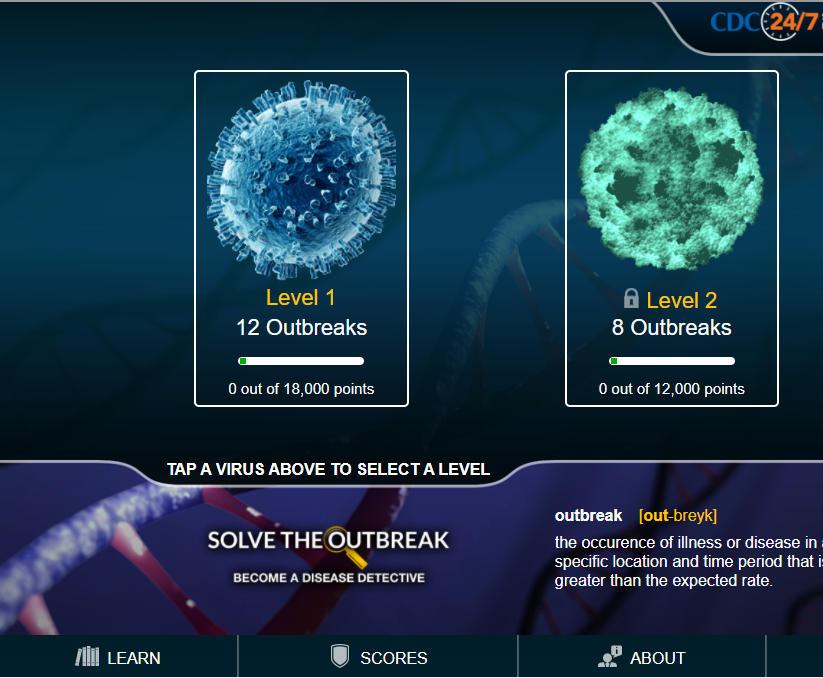 CDC 24/7
Level 1
12 Outbreaks
0 out of 18,000 points
Level 2
8 Outbreaks
0 out of 12,000 points
TAP A VIRUS ABOVE TO SELECT A LEVEL
SOLVE THE OUTBREAK
BECOME A DISEASE DETECTIVE
outbreak [out-breyk]
the occurence of illness or disease in
specific location and time period that
greater than the expected rate.
LEARN
SCORES
ABOUT